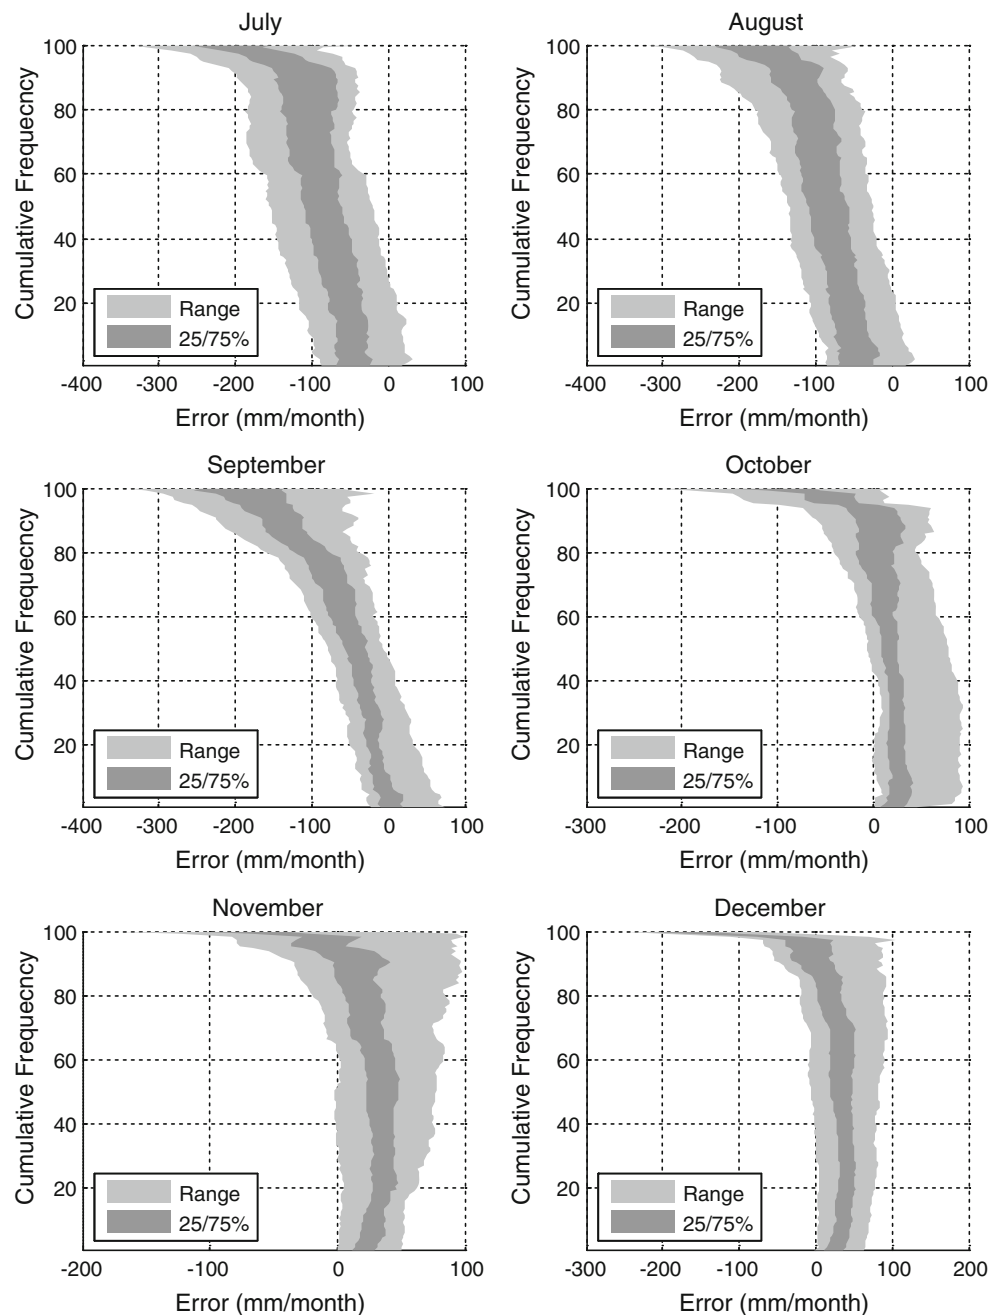 July
100
80
60
40
20
Cumulative Frequecncy
Range
25/75%
-400 -300 -200 -100 0 100
Error (mm/month)
August
100
80
60
40
20
Cumulative Frequecncy
Range
25/75%
-400 -300 -200 -100 0 100
Error (mm/month)
September
100
80
60
40
20
Cumulative Frequecncy
Range
25/75%
-400 -300 -200 -100 0 100
Error (mm/month)
October
100
80
60
40
20
Cumulative Frequecncy
Range
25/75%
-300 -200 -100 0 100
Error (mm/month)
November
100
80
60
40
20
Cumulative Frequecncy
Range
25/75%
-200 -100 0 100
Error (mm/month)
December
100
80
60
40
20
Cumulative Frequecncy
Range
25/75%
-300 -200 -100 0 100 200
Error (mm/month)